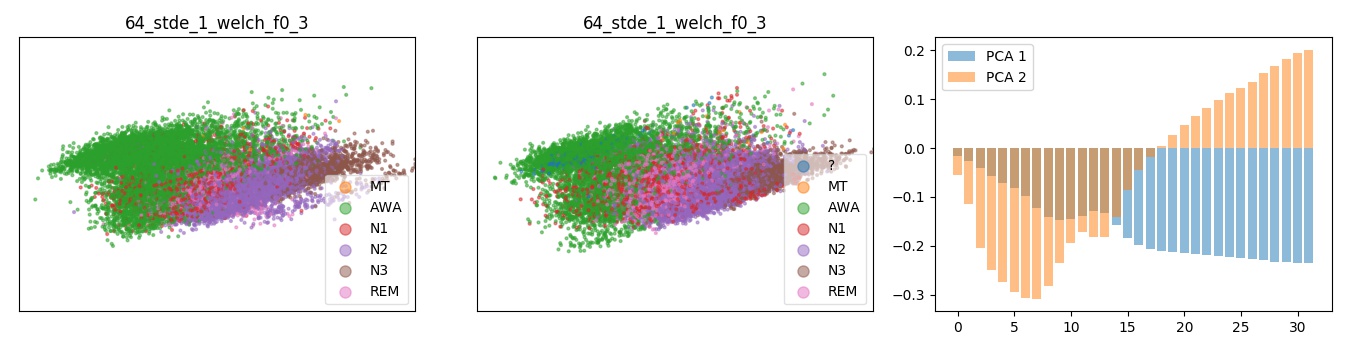 64_stde_1_welch_f0_3
MT
AWA
N1
N2
N3
REM
64_stde_1_welch_f0_3
?
MT
AWA
N1
N2
N3
REM
PCA 1
PCA 2
0.2
0.1
0.0
−0.1
−0.2
−0.3
0 5 10 15 20 25 30